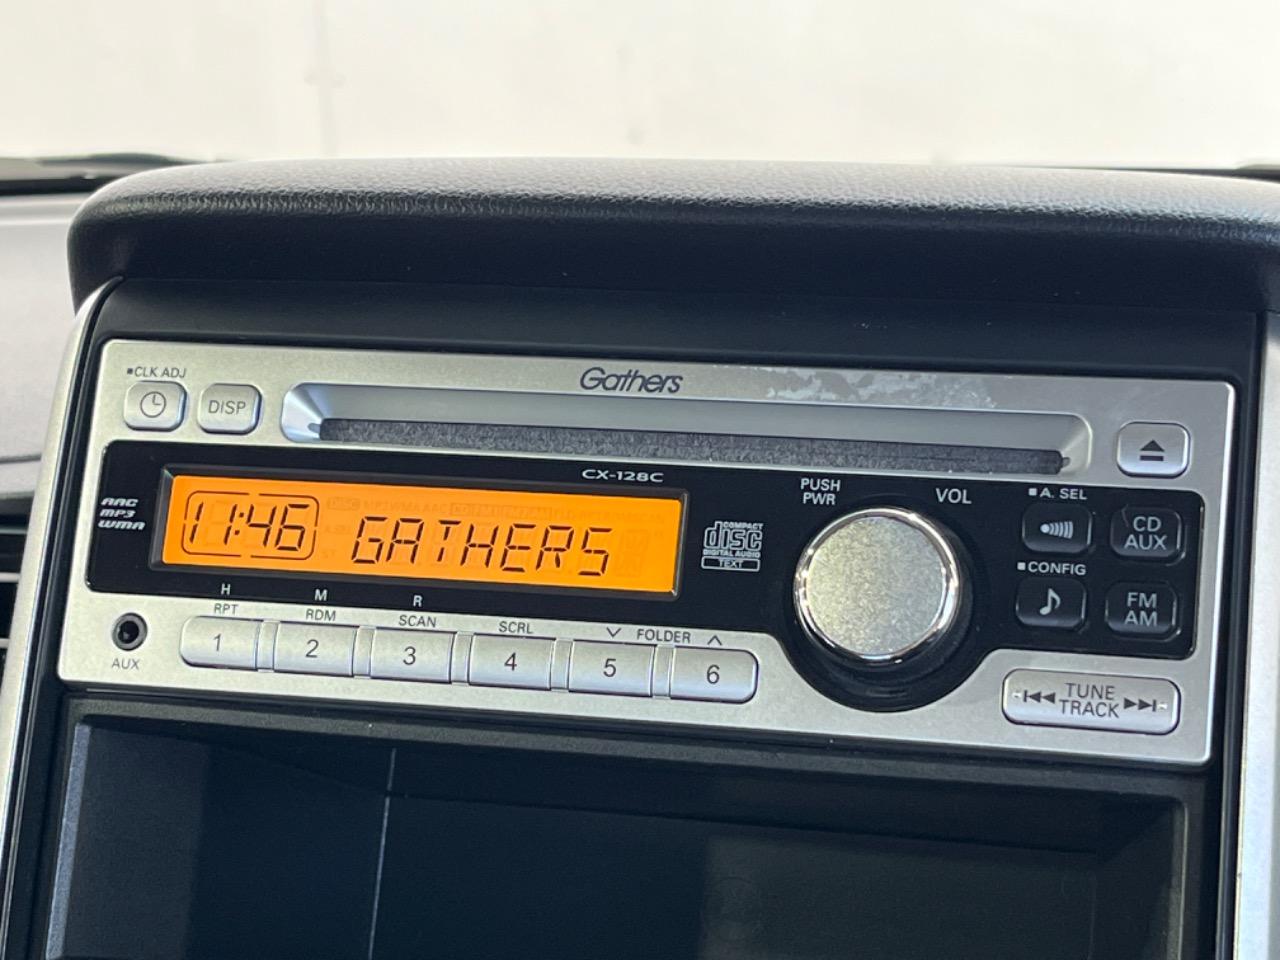 Gathers
CLK ADJ
DISP
CX-128C
AAC
MP3
WMA
11:46 GATHERS
COMPACT
disc
DIGITAL AUDIO
TEXT
PUSH
PWR
VOL
A. SEL
CD
AUX
CONFIG
FM
AM
H M R
RPT RDM SCAN SCRL FOLDER
1 2 3 4 5 6
AUX
TUNE
TRACK